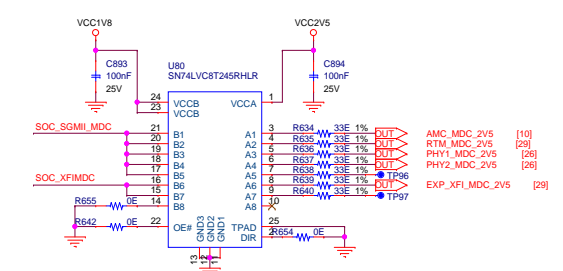 VCC1V8
VCC2V5
U80
SN74LVC8T245RHLR
C893
100nF
25V
C894
100nF
25V
24 VCCB
23 VCCB
VCCA 1
SOC_SGMII_MDC
21 B1 A1 3 R634 33E 1% OUT AMC_MDC_2V5 [10]
20 B2 A2 4 R635 33E 1% OUT RTM_MDC_2V5 [29]
19 B3 A3 5 R636 33E 1% OUT PHY1_MDC_2V5 [26]
18 B4 A4 6 R637 33E 1% OUT PHY2_MDC_2V5 [26]
17 B5 A5 7 R638 33E 1% TP96
SOC_XFIMDC
16 B6 A6 8 R639 33E 1% OUT EXP_XFI_MDC_2V5 [29]
15 B7 A7 9 R640 33E 1% TP97
R655 0E 14 B8 A8 10
R642 0E 22 OE# TPAD 25
DIR 2 R654 0E
GND3 GND2 GND1
13 12 11